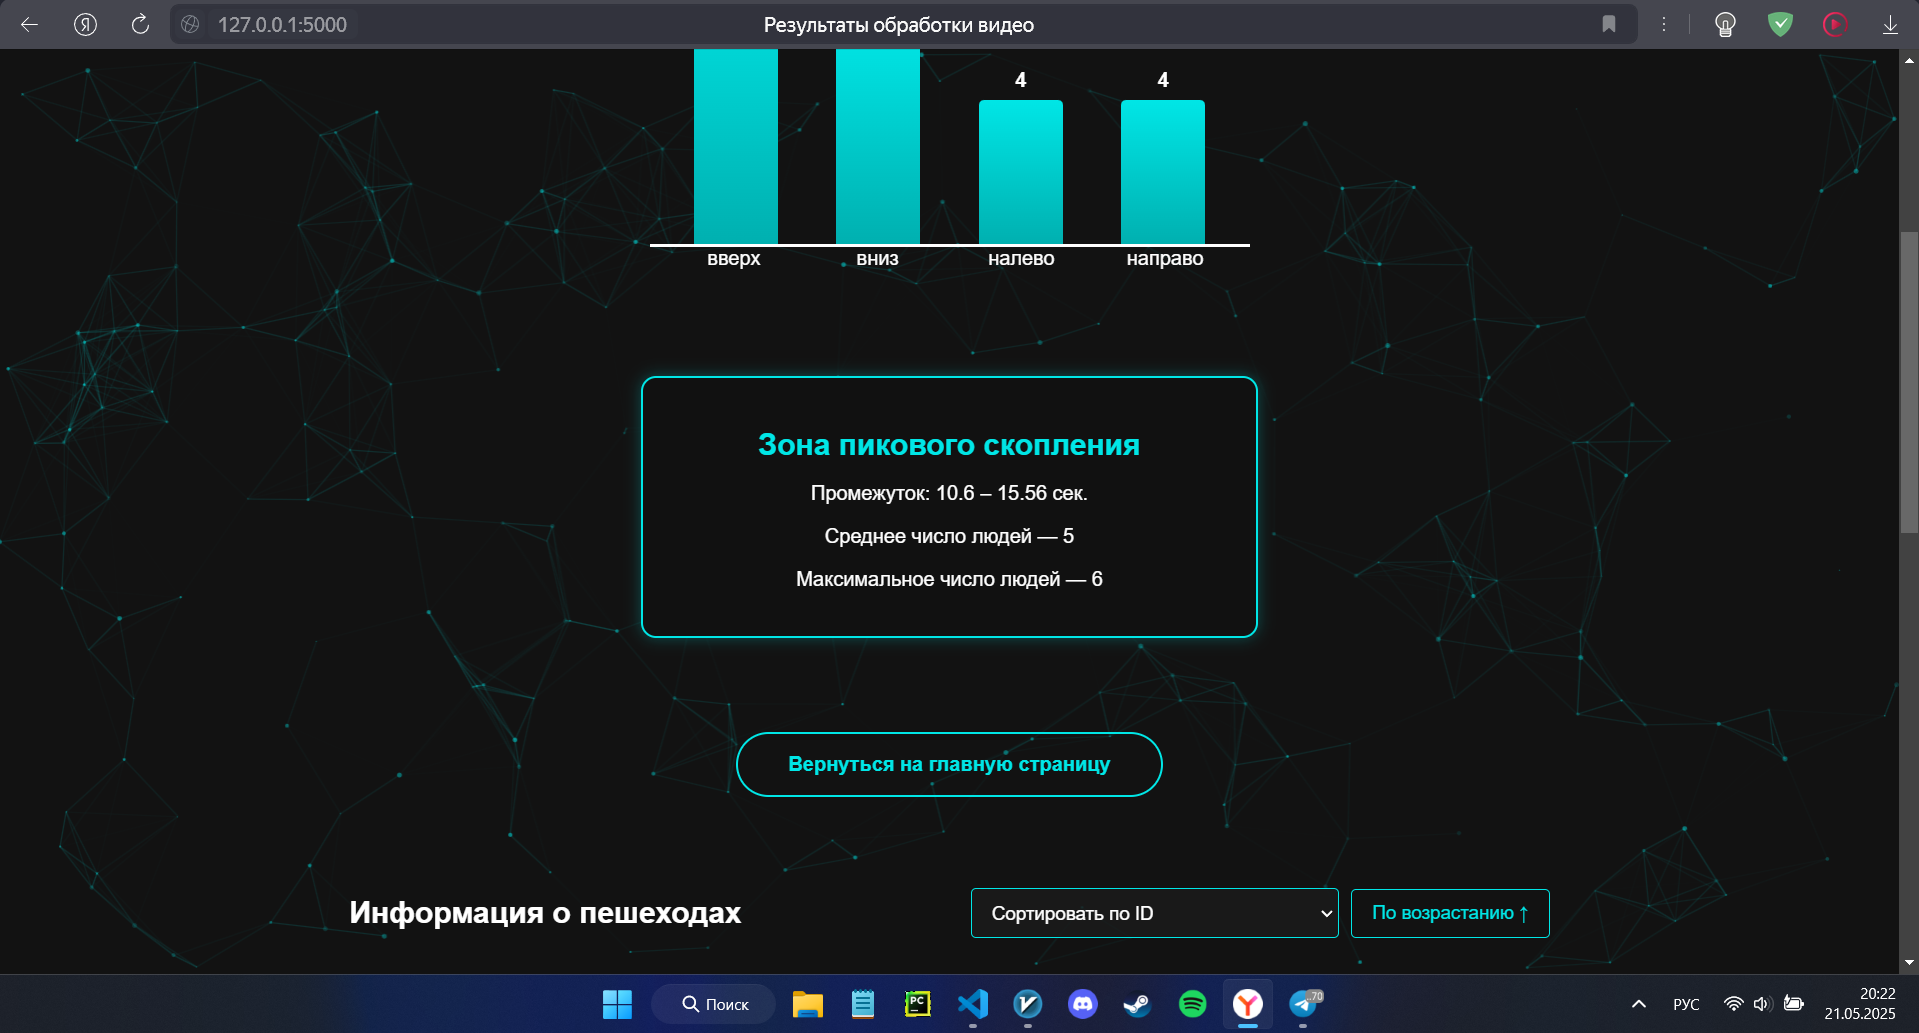 Я
127.0.0.1:5000
Результаты обработки видео
4
4
вверх
вниз
налево
направо
Зона пикового скопления
Промежуток: 10.6 – 15.56 сек.
Среднее число людей — 5
Максимальное число людей — 6
Вернуться на главную страницу
Информация о пешеходах
Сортировать по ID
По возрастанию ↑
Поиск
PC
..70
РУС
20:22
21.05.2025